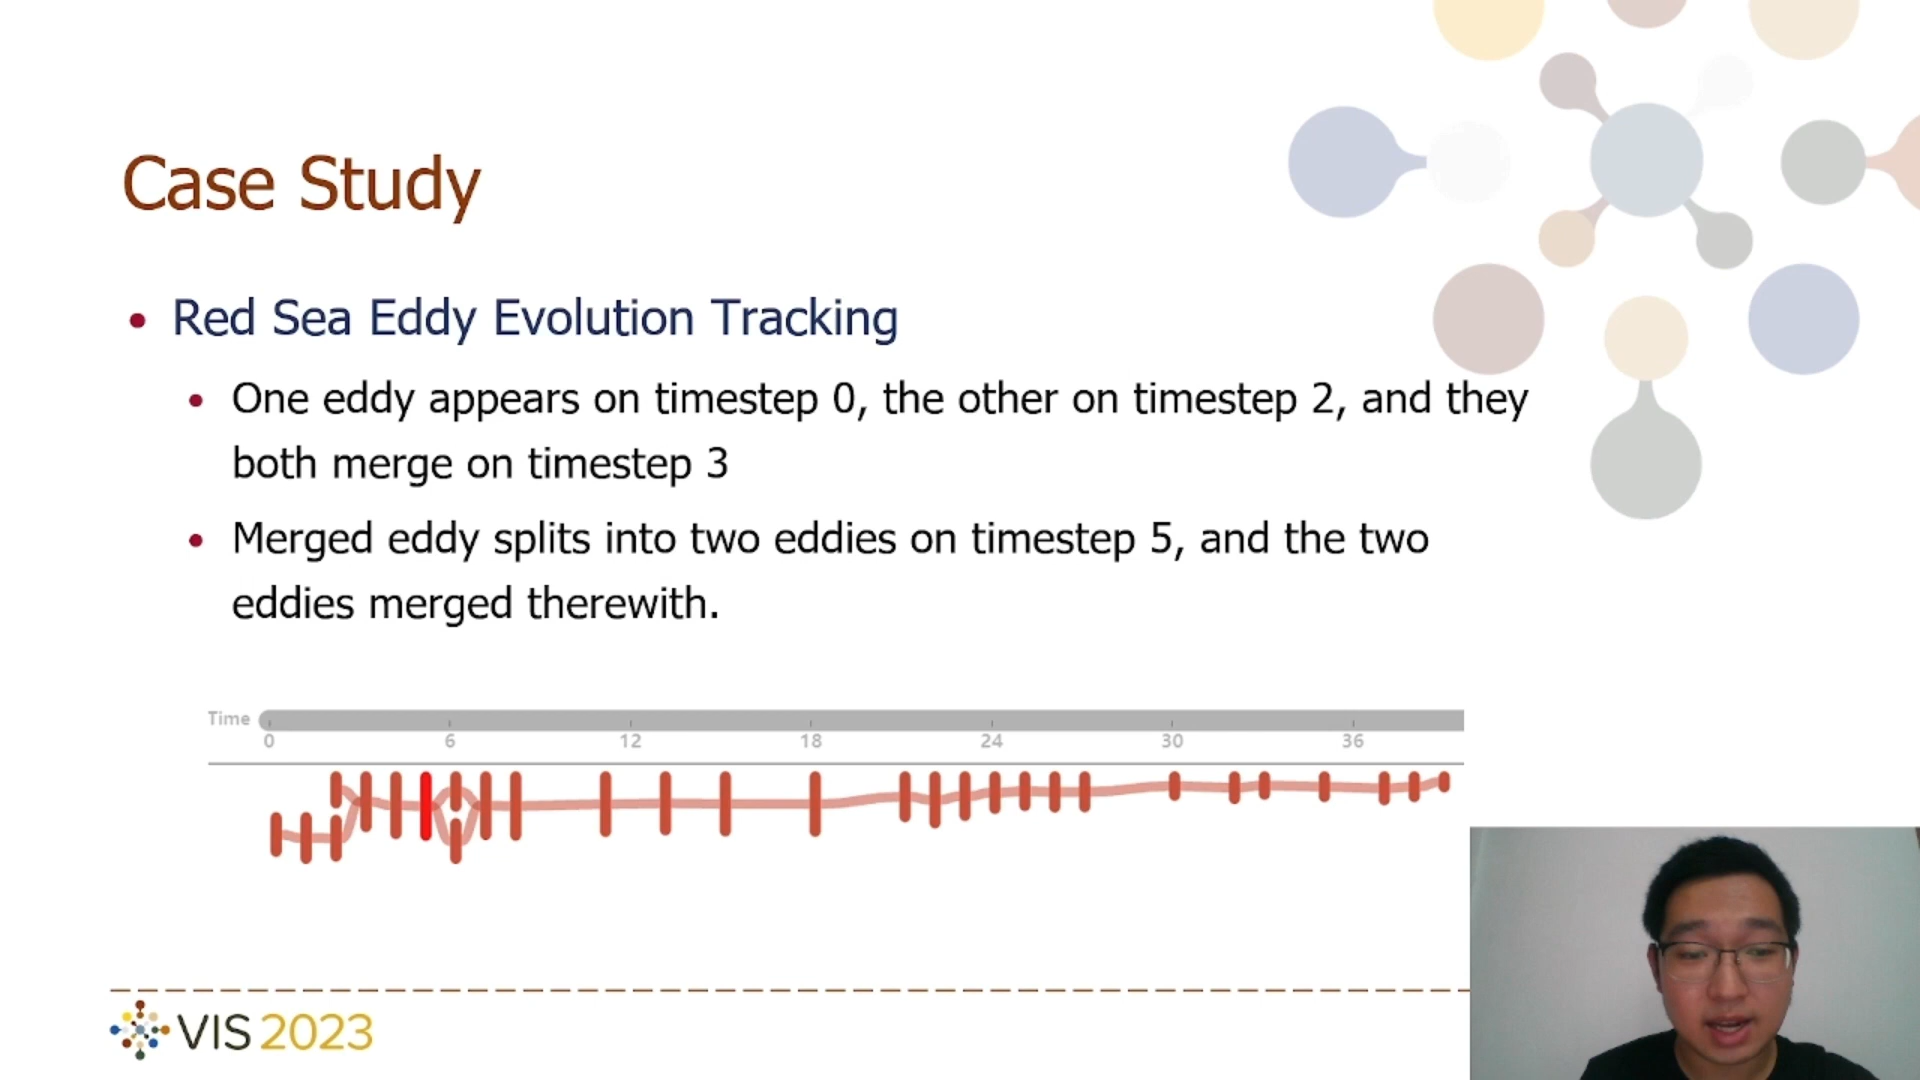 Case Study
• Red Sea Eddy Evolution Tracking
• One eddy appears on timestep 0, the other on timestep 2, and they
both merge on timestep 3
• Merged eddy splits into two eddies on timestep 5, and the two
eddies merged therewith.
Time
0 6 12 18 24 30 36
VIS 2023